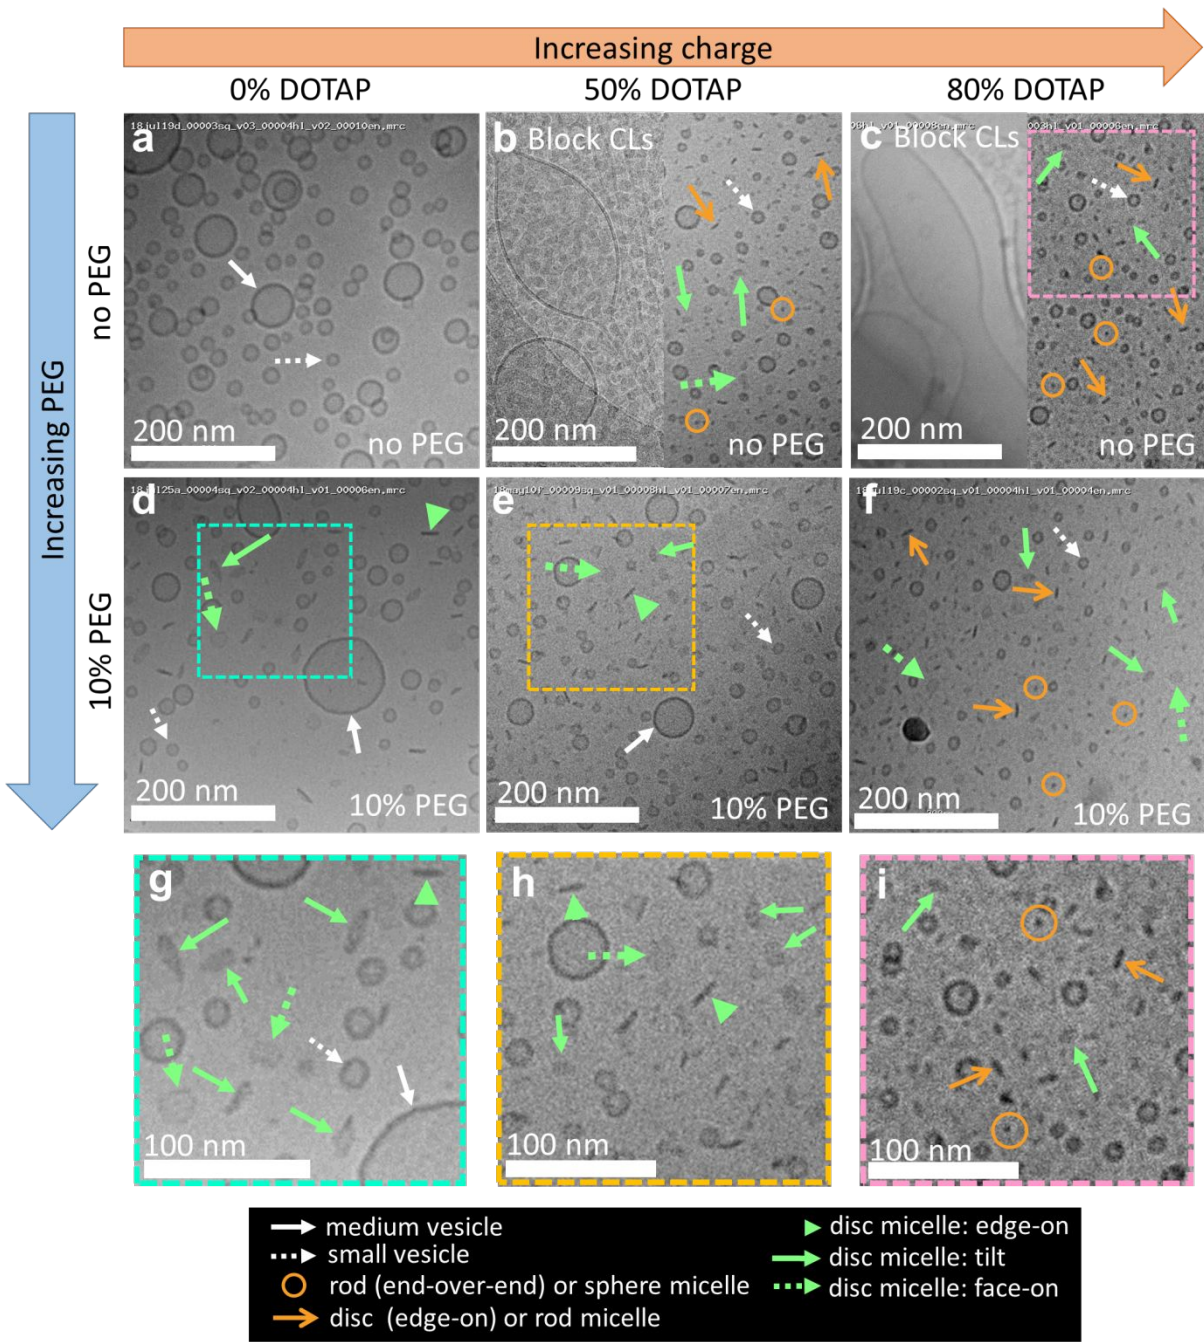 Increasing charge
0% DOTAP
50% DOTAP
80% DOTAP
Increasing PEG
no PEG
10% PEG
a
18jul19d_00003sq_v03_00004hl_v02_00010en.mrc
200 nm
no PEG
b Block CLs
200 nm
no PEG
c Block CLs
200 nm
no PEG
d
200 nm
10% PEG
e
200 nm
10% PEG
f
200 nm
10% PEG
g
100 nm
h
100 nm
i
100 nm
medium vesicle
small vesicle
rod (end-over-end) or sphere micelle
disc (edge-on) or rod micelle
disc micelle: edge-on
disc micelle: tilt
disc micelle: face-on